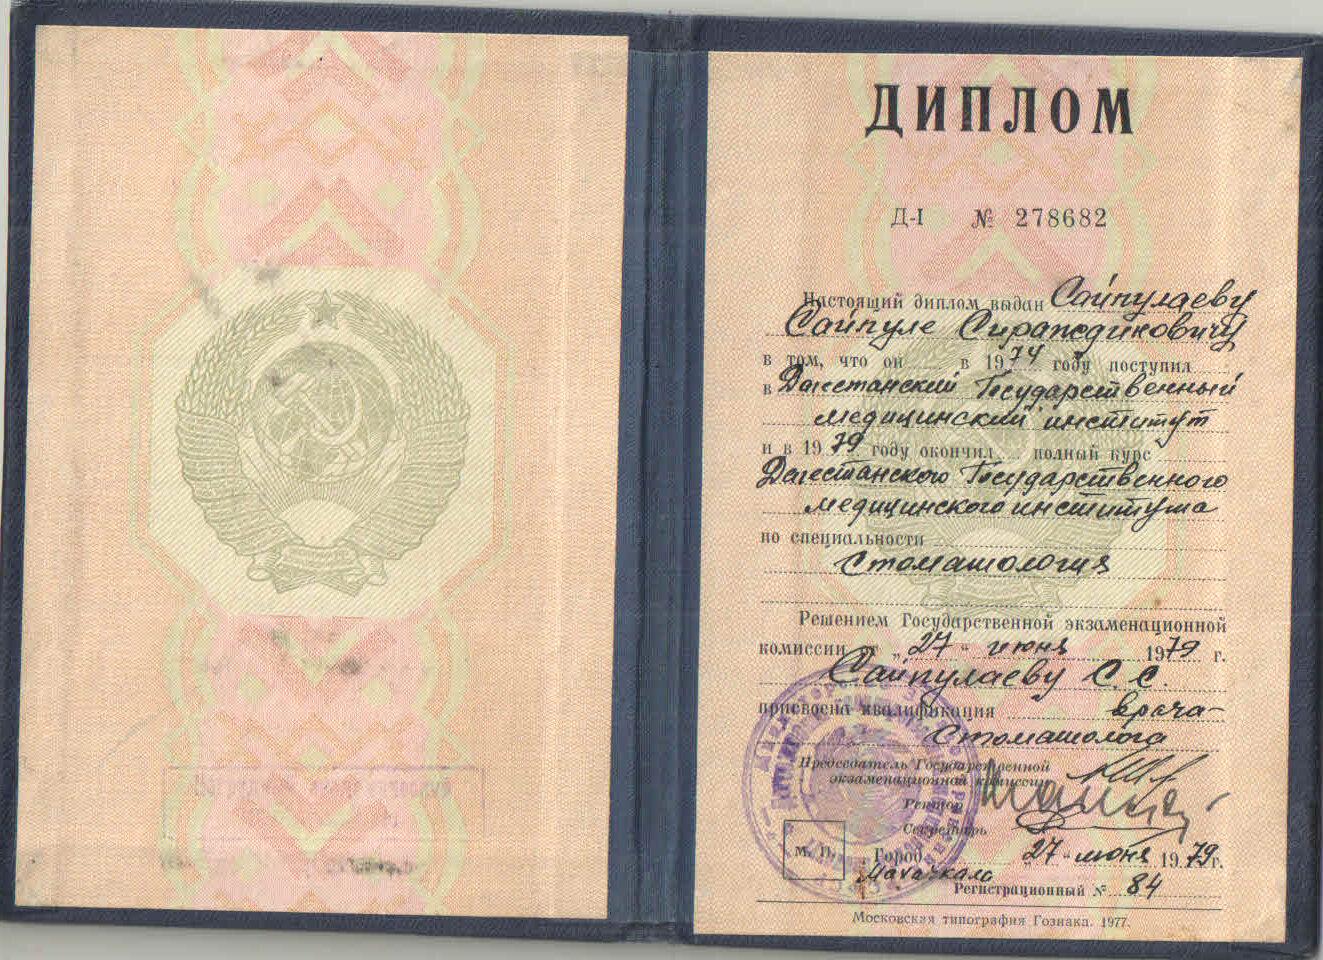 ДИПЛОМ
Д-I № 278682
Настоящий диплом выдан Сайпулаеву
Сайпуле Сираждиновичу
в том, что он в 1974 году поступил
в Дагестанский Государственный
медицинский институт
и в 1979 году окончил полный курс
Дагестанского Государственного
медицинского института
по специальности
Стоматология
Решением Государственной экзаменационной
комиссии от „27“ июня 1979 г.
Сайпулаеву С. С.
присвоена квалификация врача-
стоматолога
Председатель Государственной
экзаменационной комиссии
Ректор
Секретарь
М. П. Город 27 июня 1979 г.
Махачкала
Регистрационный № 84
Московская типография Гознака. 1977.